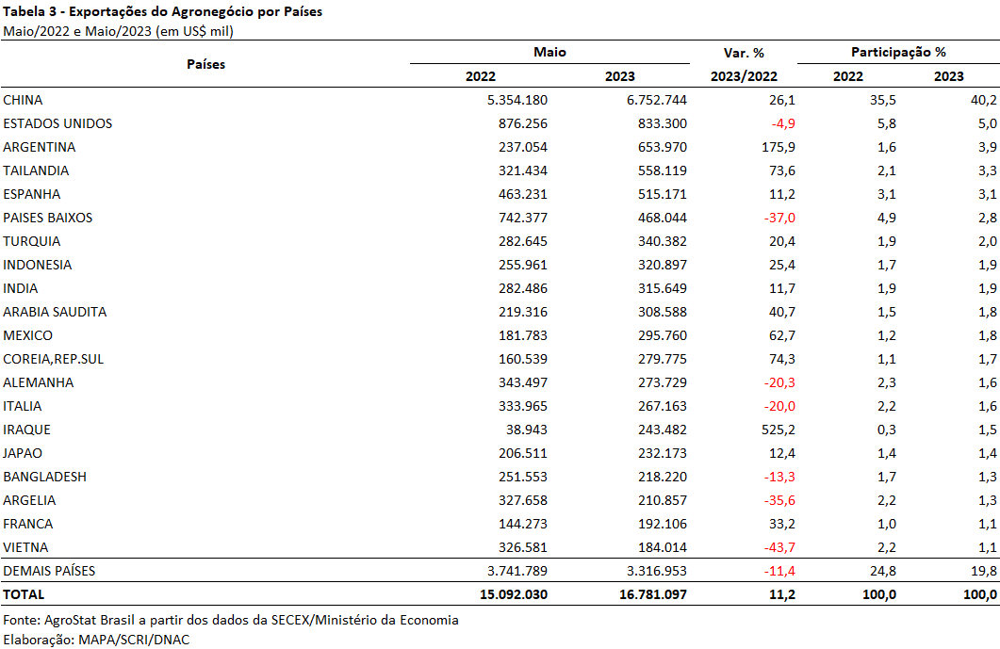 Tabela 3 - Exportações do Agronegócio por Países
Maio/2022 e Maio/2023 (em US$ mil)
Países Maio Var. % Participação %
2022 2023 2023/2022 2022 2023
CHINA 5.354.180 6.752.744 26,1 35,5 40,2
ESTADOS UNIDOS 876.256 833.300 -4,9 5,8 5,0
ARGENTINA 237.054 653.970 175,9 1,6 3,9
TAILANDIA 321.434 558.119 73,6 2,1 3,3
ESPANHA 463.231 515.171 11,2 3,1 3,1
PAISES BAIXOS 742.377 468.044 -37,0 4,9 2,8
TURQUIA 282.645 340.382 20,4 1,9 2,0
INDONESIA 255.961 320.897 25,4 1,7 1,9
INDIA 282.486 315.649 11,7 1,9 1,9
ARABIA SAUDITA 219.316 308.588 40,7 1,5 1,8
MEXICO 181.783 295.760 62,7 1,2 1,8
COREIA,REP.SUL 160.539 279.775 74,3 1,1 1,7
ALEMANHA 343.497 273.729 -20,3 2,3 1,6
ITALIA 333.965 267.163 -20,0 2,2 1,6
IRAQUE 38.943 243.482 525,2 0,3 1,5
JAPAO 206.511 232.173 12,4 1,4 1,4
BANGLADESH 251.553 218.220 -13,3 1,7 1,3
ARGELIA 327.658 210.857 -35,6 2,2 1,3
FRANCA 144.273 192.106 33,2 1,0 1,1
VIETNA 326.581 184.014 -43,7 2,2 1,1
DEMAIS PAÍSES 3.741.789 3.316.953 -11,4 24,8 19,8
TOTAL 15.092.030 16.781.097 11,2 100,0 100,0
Fonte: AgroStat Brasil a partir dos dados da SECEX/Ministério da Economia
Elaboração: MAPA/SCRI/DNAC